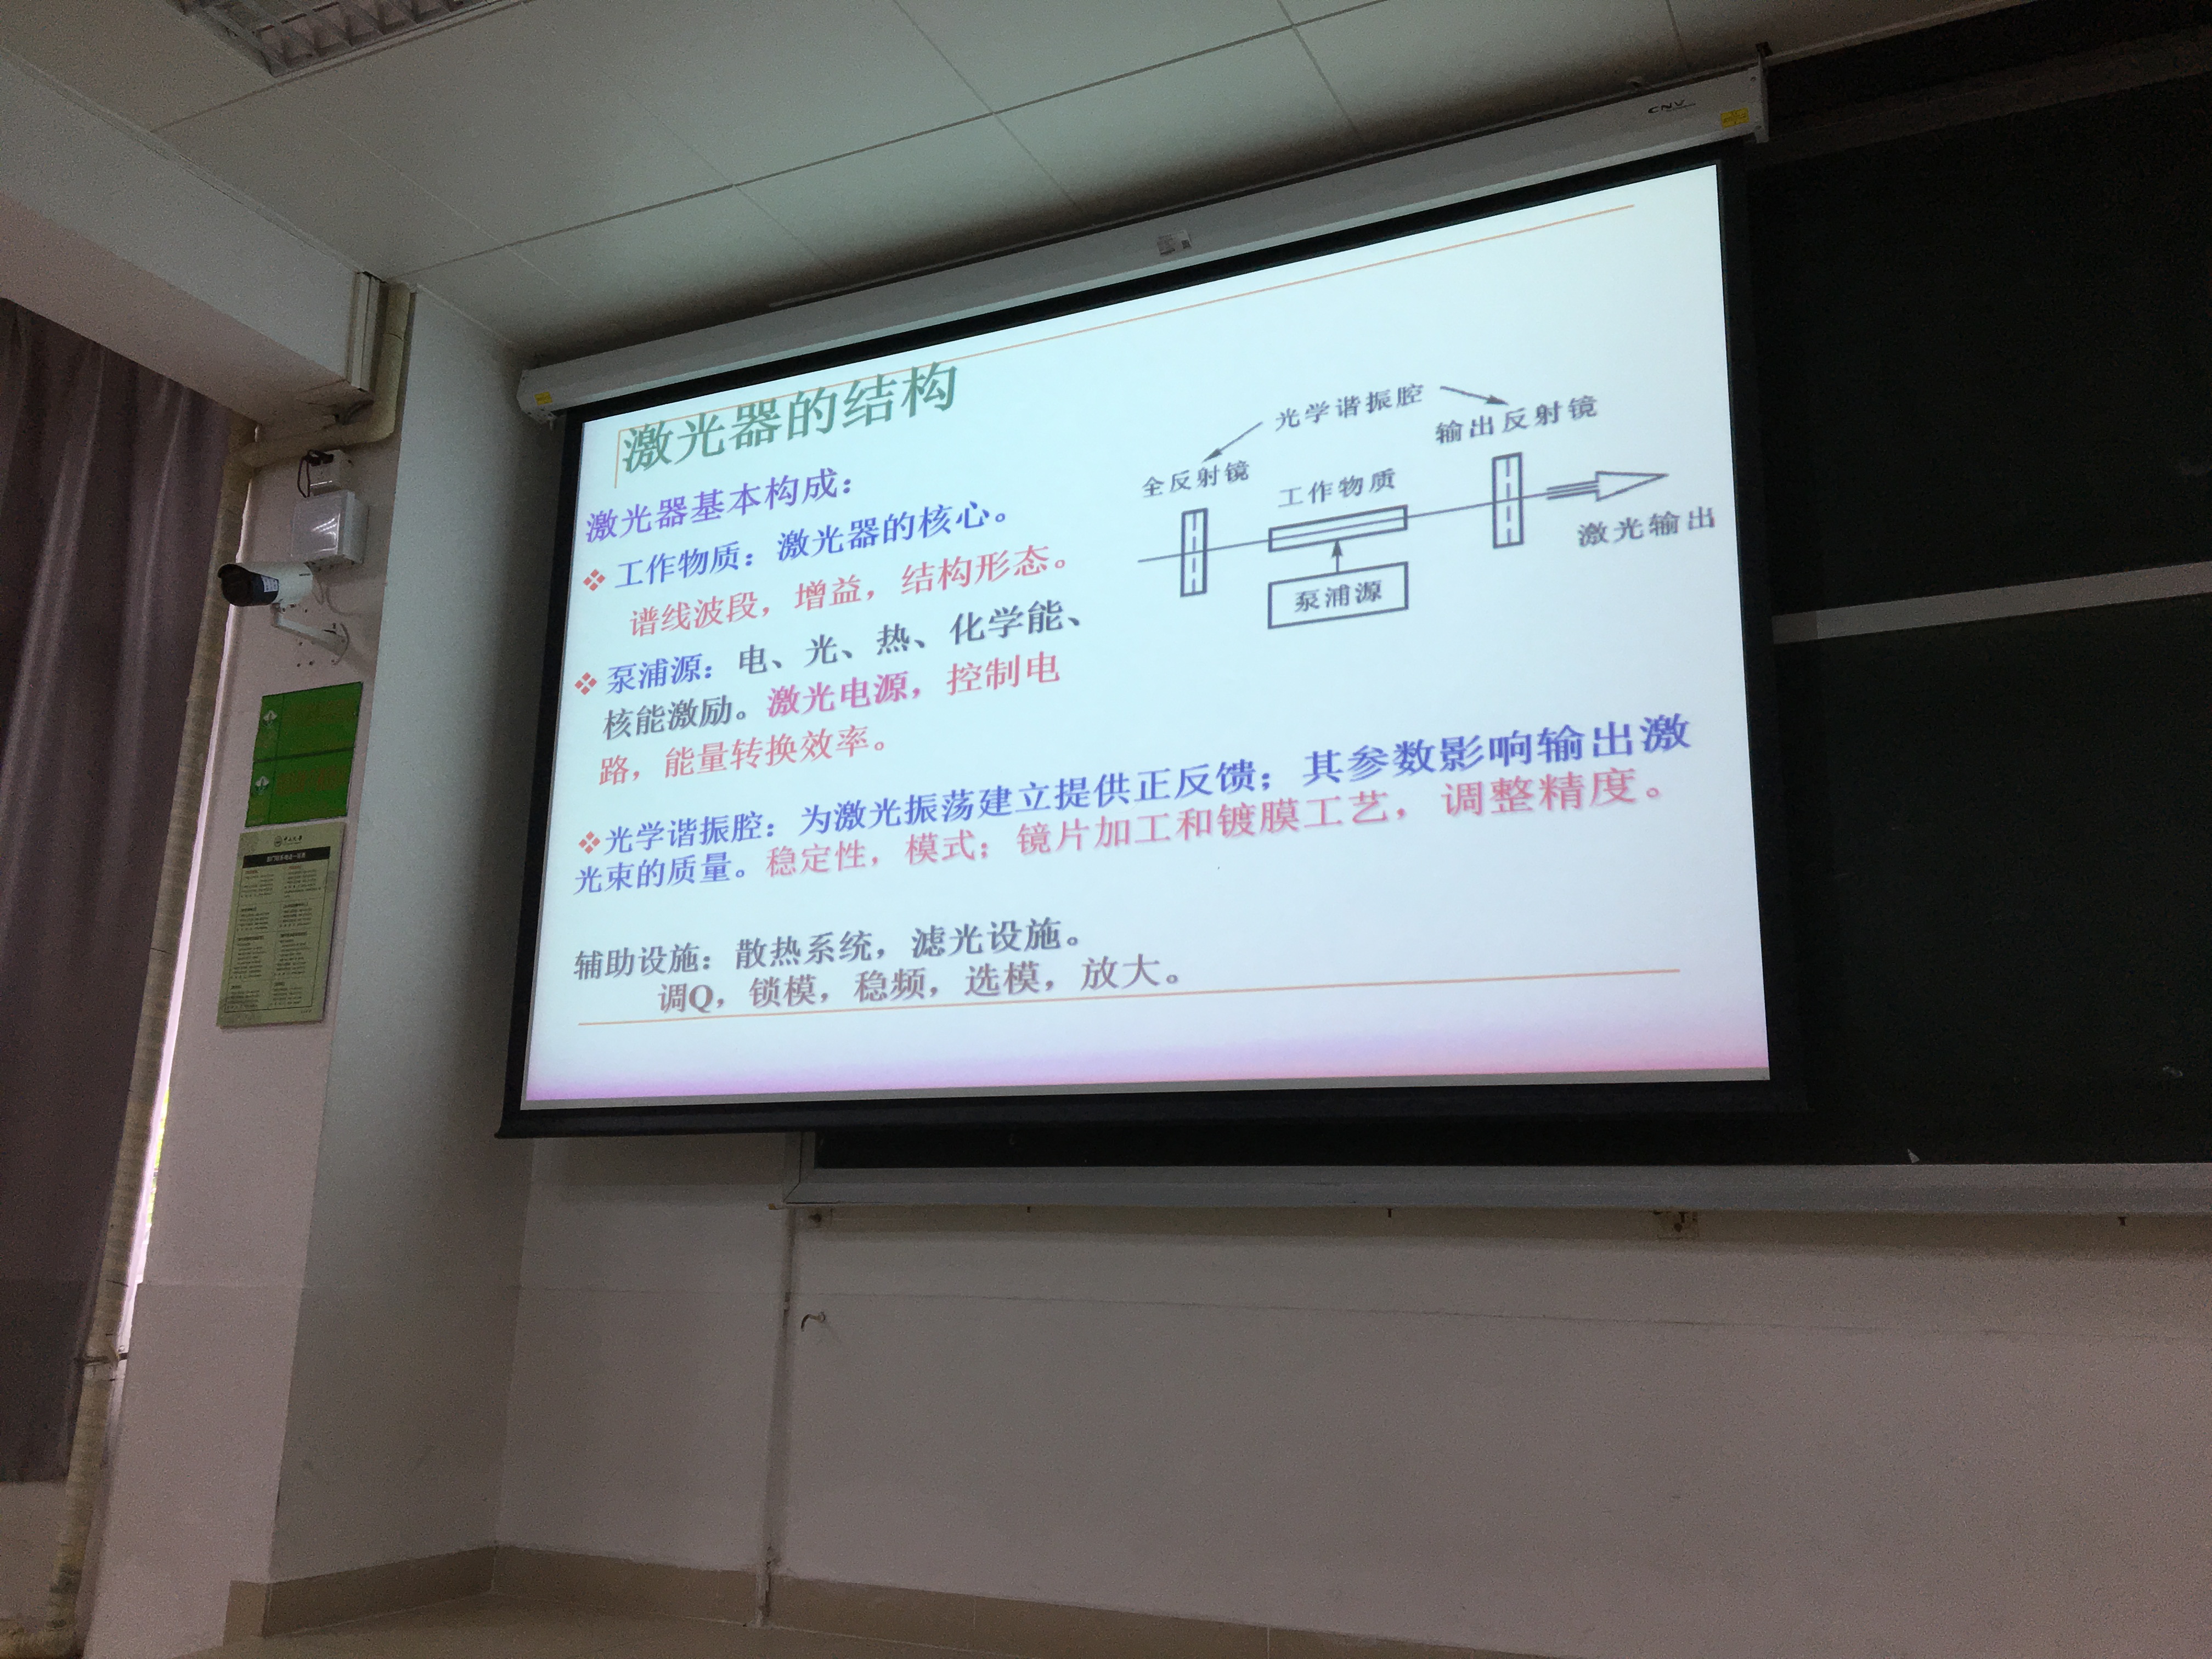 CNV
激光器的结构
激光器基本构成：
❖ 工作物质：激光器的核心。
谱线波段，增益，结构形态。
❖ 泵浦源：电、光、热、化学能、
核能激励。激光电源，控制电
路，能量转换效率。
❖光学谐振腔：为激光振荡建立提供正反馈；其参数影响输出激
光束的质量。稳定性，模式；镜片加工和镀膜工艺，调整精度。
辅助设施：散热系统，滤光设施。
调Q，锁模，稳频，选模，放大。
光学谐振腔
输出反射镜
全反射镜
工作物质
激光输出
泵浦源